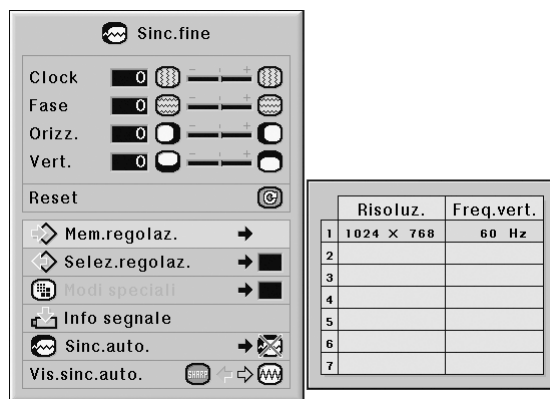 Sinc.fine
Clock 0
Fase 0
Orizz. 0
Vert. 0
Reset
Mem.regolaz.
Selez.regolaz.
Modi speciali
Info segnale
Sinc.auto.
Vis.sinc.auto. SHARP
Risoluz. Freq.vert.
1 1024 × 768 60 Hz
2
3
4
5
6
7